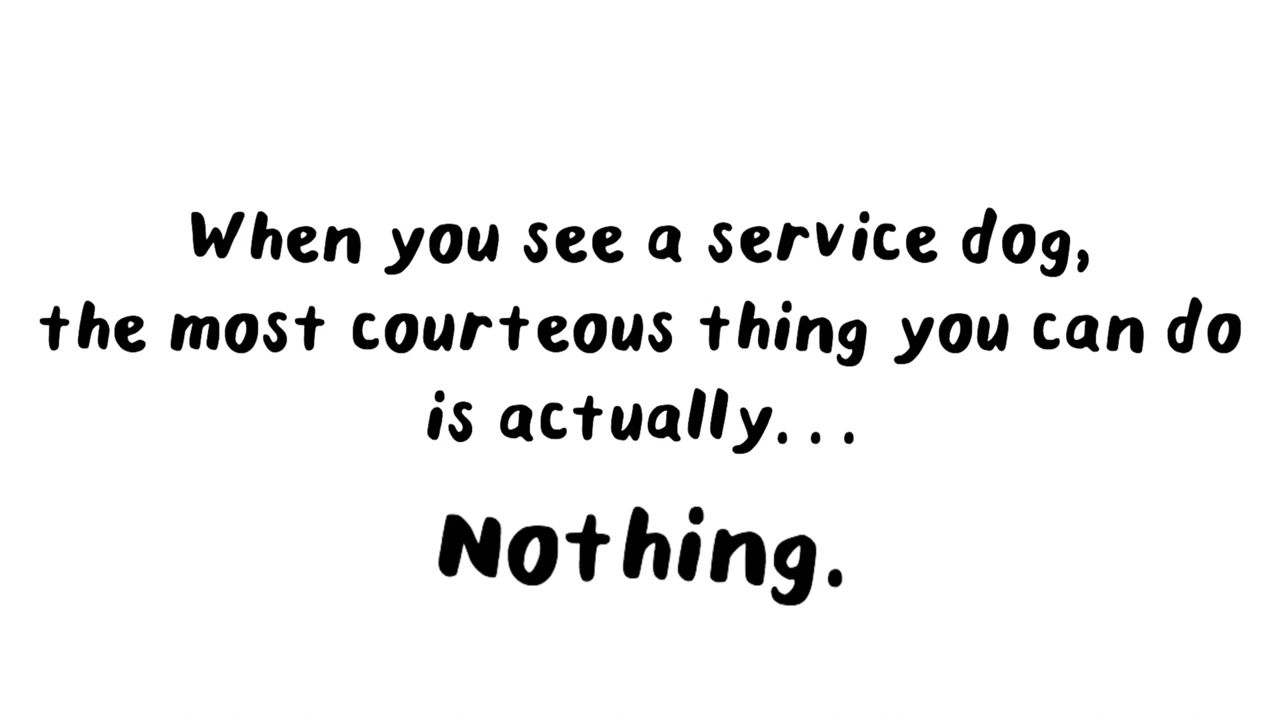 When you see a service dog,
the most courteous thing you can do
is actually...
Nothing.